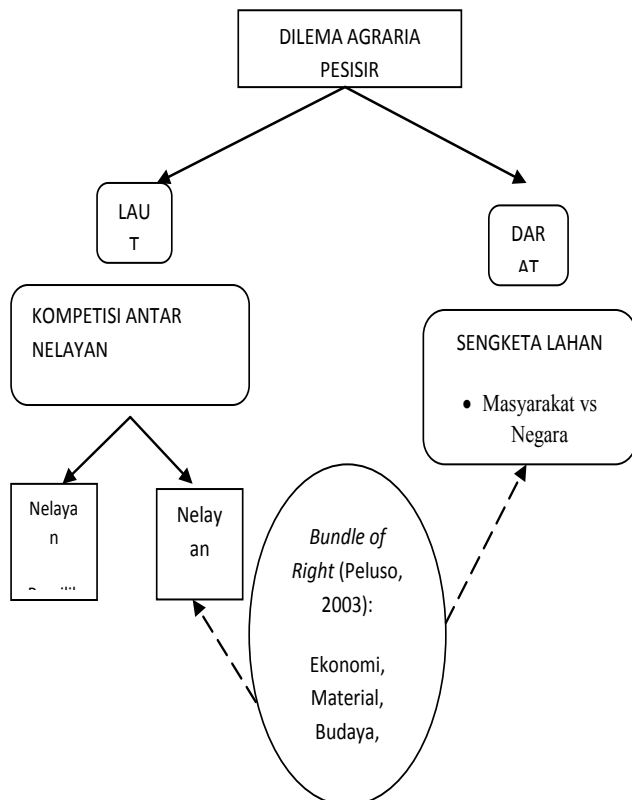 DILEMA AGRARIA
PESISIR
LAU
T
DAR
AT
KOMPETISI ANTAR
NELAYAN
SENGKETA LAHAN
• Masyarakat vs
Negara
Nelaya
n
Nelay
an
Bundle of
Right (Peluso,
2003):
Ekonomi,
Material,
Budaya,